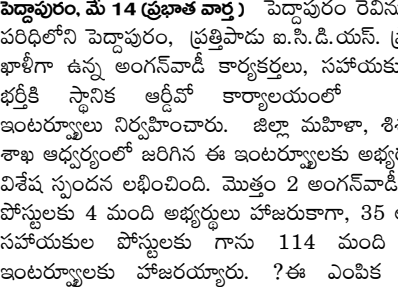 పెద్దాపురం, మే 14 (ప్రభాత వార్త ) పెద్దాపురం రెవిను
పరిధిలోని పెద్దాపురం, ప్రత్తిపాడు ఐ.సి.డి.యస్.
ఖాళీగా ఉన్న అంగన్‌వాడీ కార్యకర్తలు, సహాయకు
భర్తీకి స్థానిక ఆర్డీవో కార్యాలయంలో
ఇంటర్వ్యూలు నిర్వహించారు. జిల్లా మహిళా, శిశ
శాఖ ఆధ్వర్యంలో జరిగిన ఈ ఇంటర్వ్యూలకు అభ్యర
విశేష స్పందన లభించింది. మొత్తం 2 అంగన్‌వాడీ
పోస్టులకు 4 మంది అభ్యర్థులు హాజరుకాగా, 35
సహాయకుల పోస్టులకు గాను 114 మంది
ఇంటర్వ్యూలకు హాజరయ్యారు. ?ఈ ఎంపిక